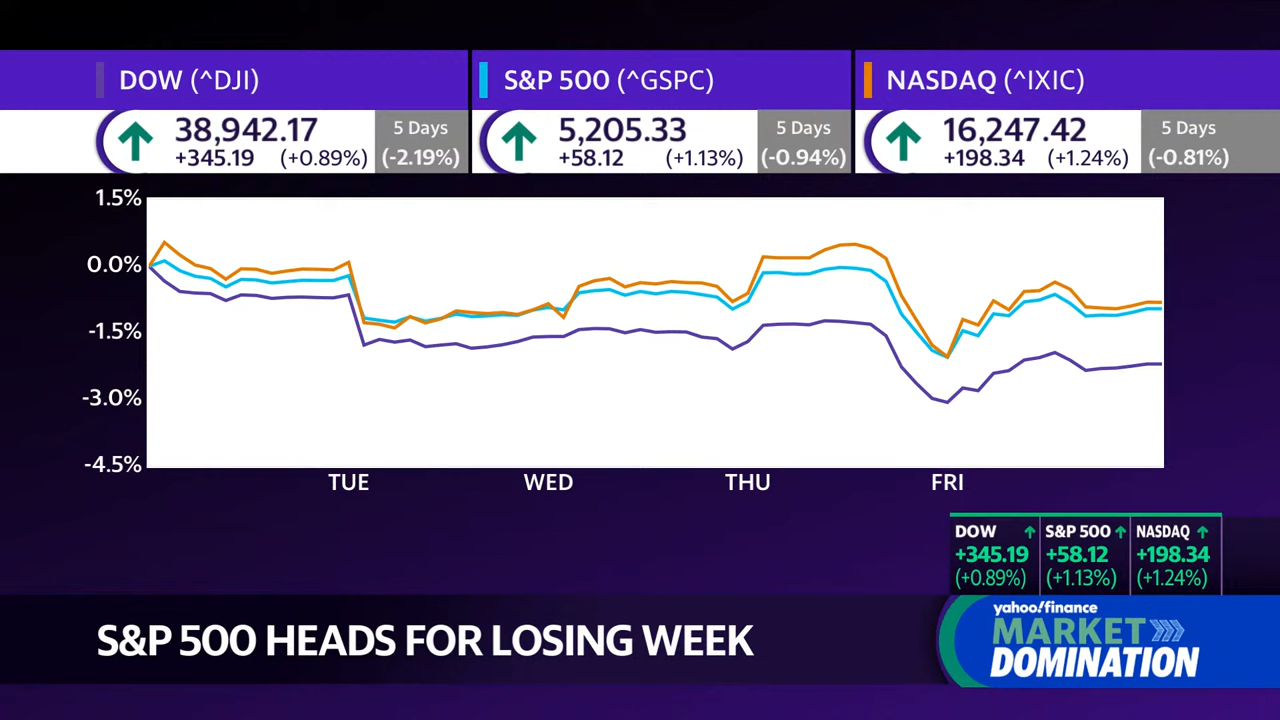 DOW (^DJI)
38,942.17
+345.19 (+0.89%)
5 Days
(-2.19%)
S&P 500 (^GSPC)
5,205.33
+58.12 (+1.13%)
5 Days
(-0.94%)
NASDAQ (^IXIC)
16,247.42
+198.34 (+1.24%)
5 Days
(-0.81%)
1.5%
0.0%
-1.5%
-3.0%
-4.5%
TUE WED THU FRI
DOW
+345.19
(+0.89%)
S&P 500
+58.12
(+1.13%)
NASDAQ
+198.34
(+1.24%)
S&P 500 HEADS FOR LOSING WEEK
yahoo!finance
MARKET
DOMINATION